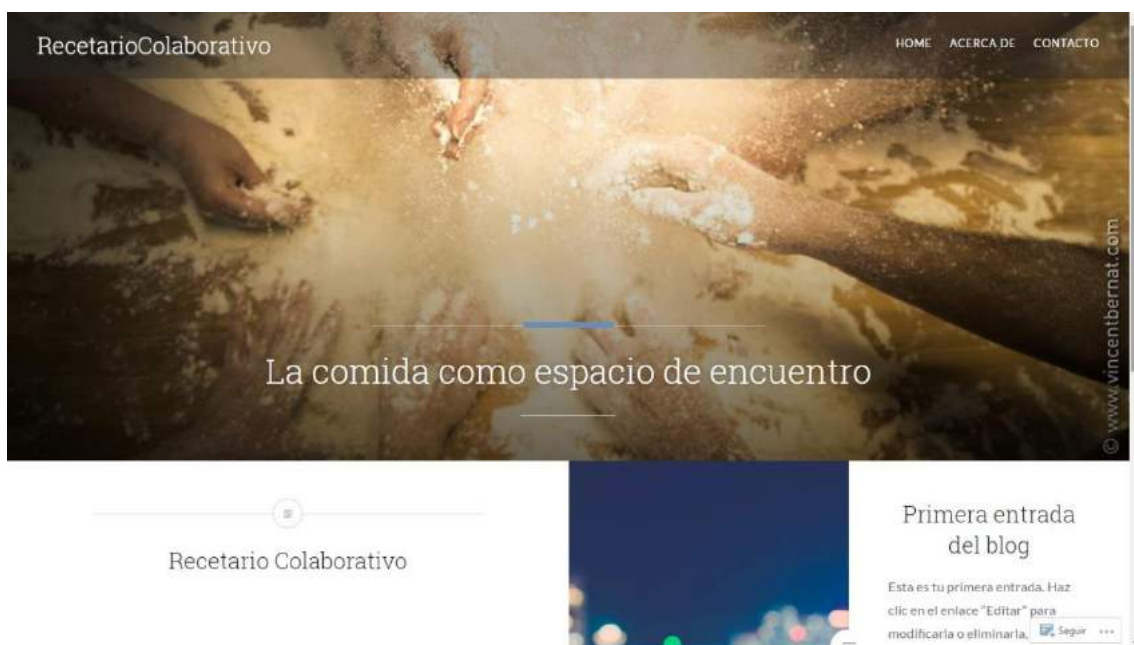 RecetarioColaborativo
HOME ACERCA DE CONTACTO
La comida como espacio de encuentro
© www.vincentbernat.com
Recetario Colaborativo
Primera entrada
del blog
Esta es tu primera entrada. Haz
clic en el enlace "Editar" para
modificarla o eliminarla,
Seguir